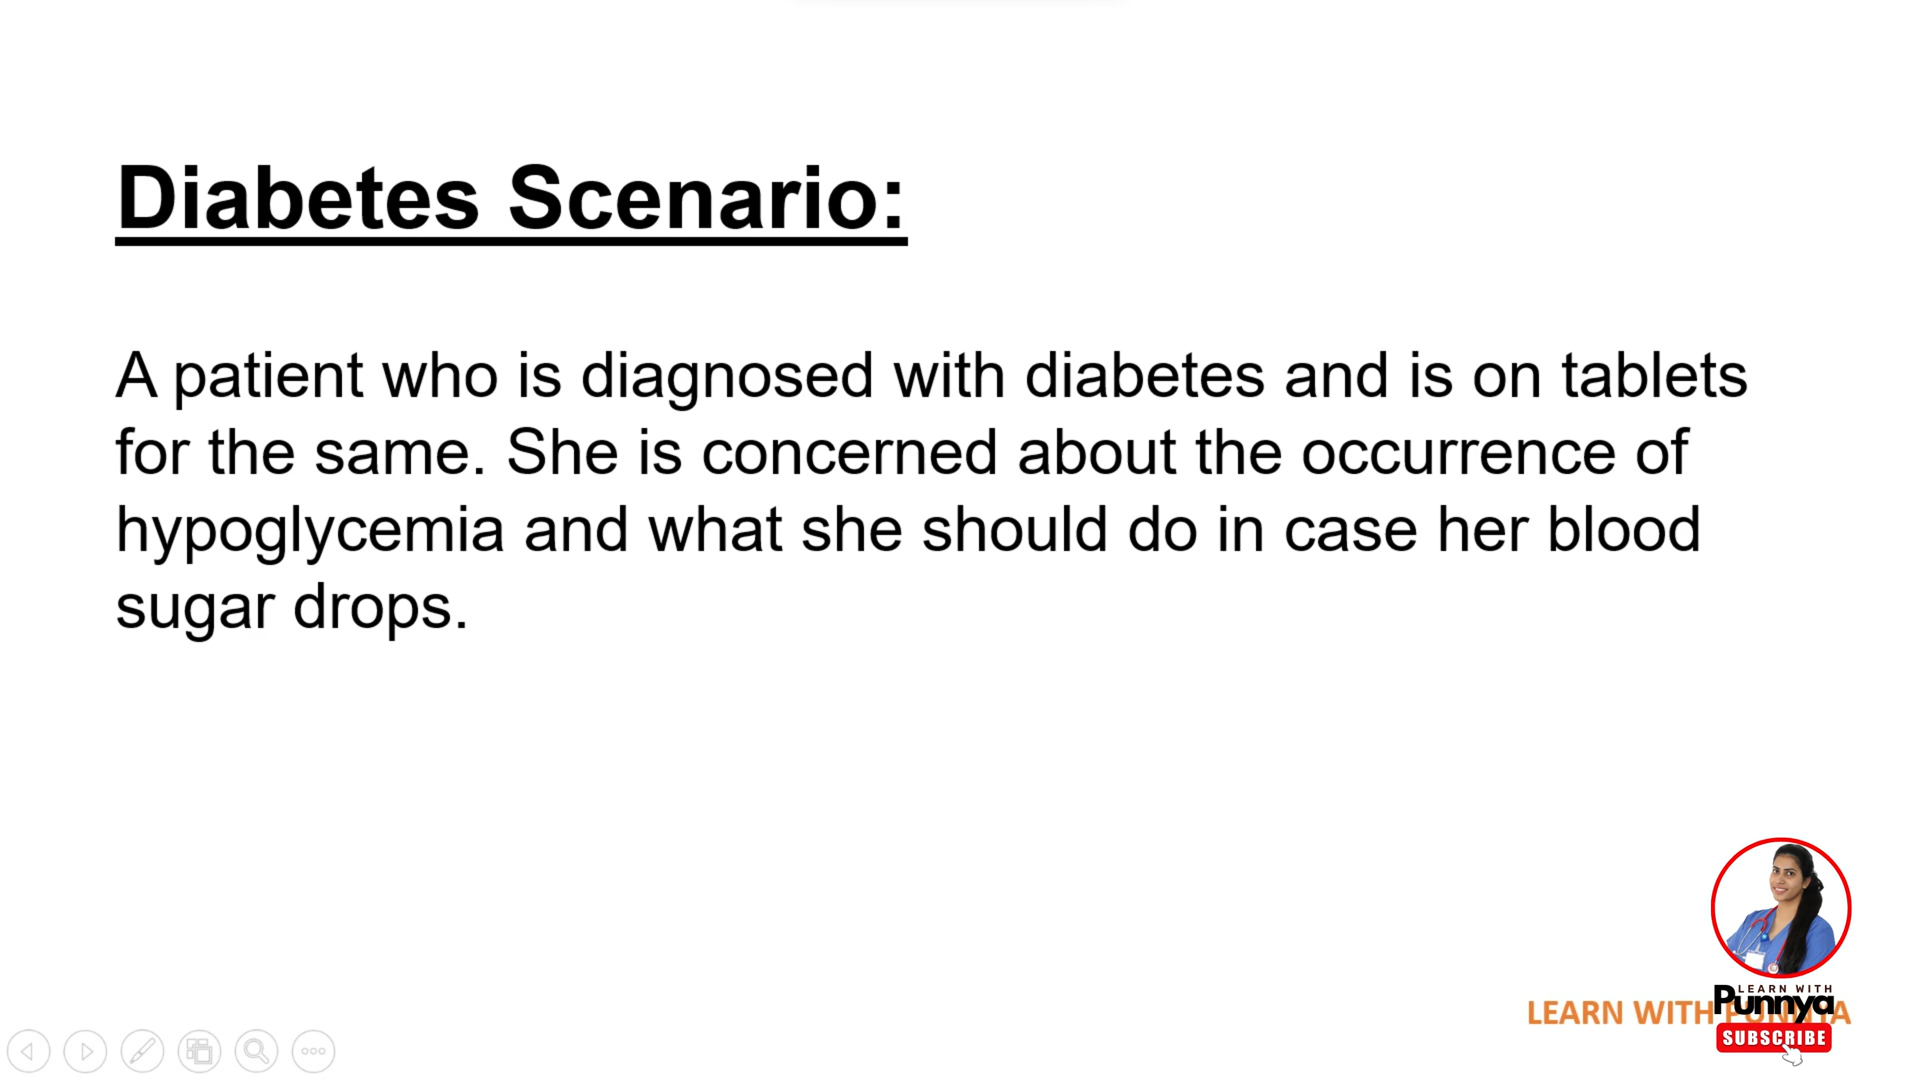 Diabetes Scenario:
A patient who is diagnosed with diabetes and is on tablets
for the same. She is concerned about the occurrence of
hypoglycemia and what she should do in case her blood
sugar drops.
LEARN WITH
Punnya
LEARN WITH
SUBSCRIBE